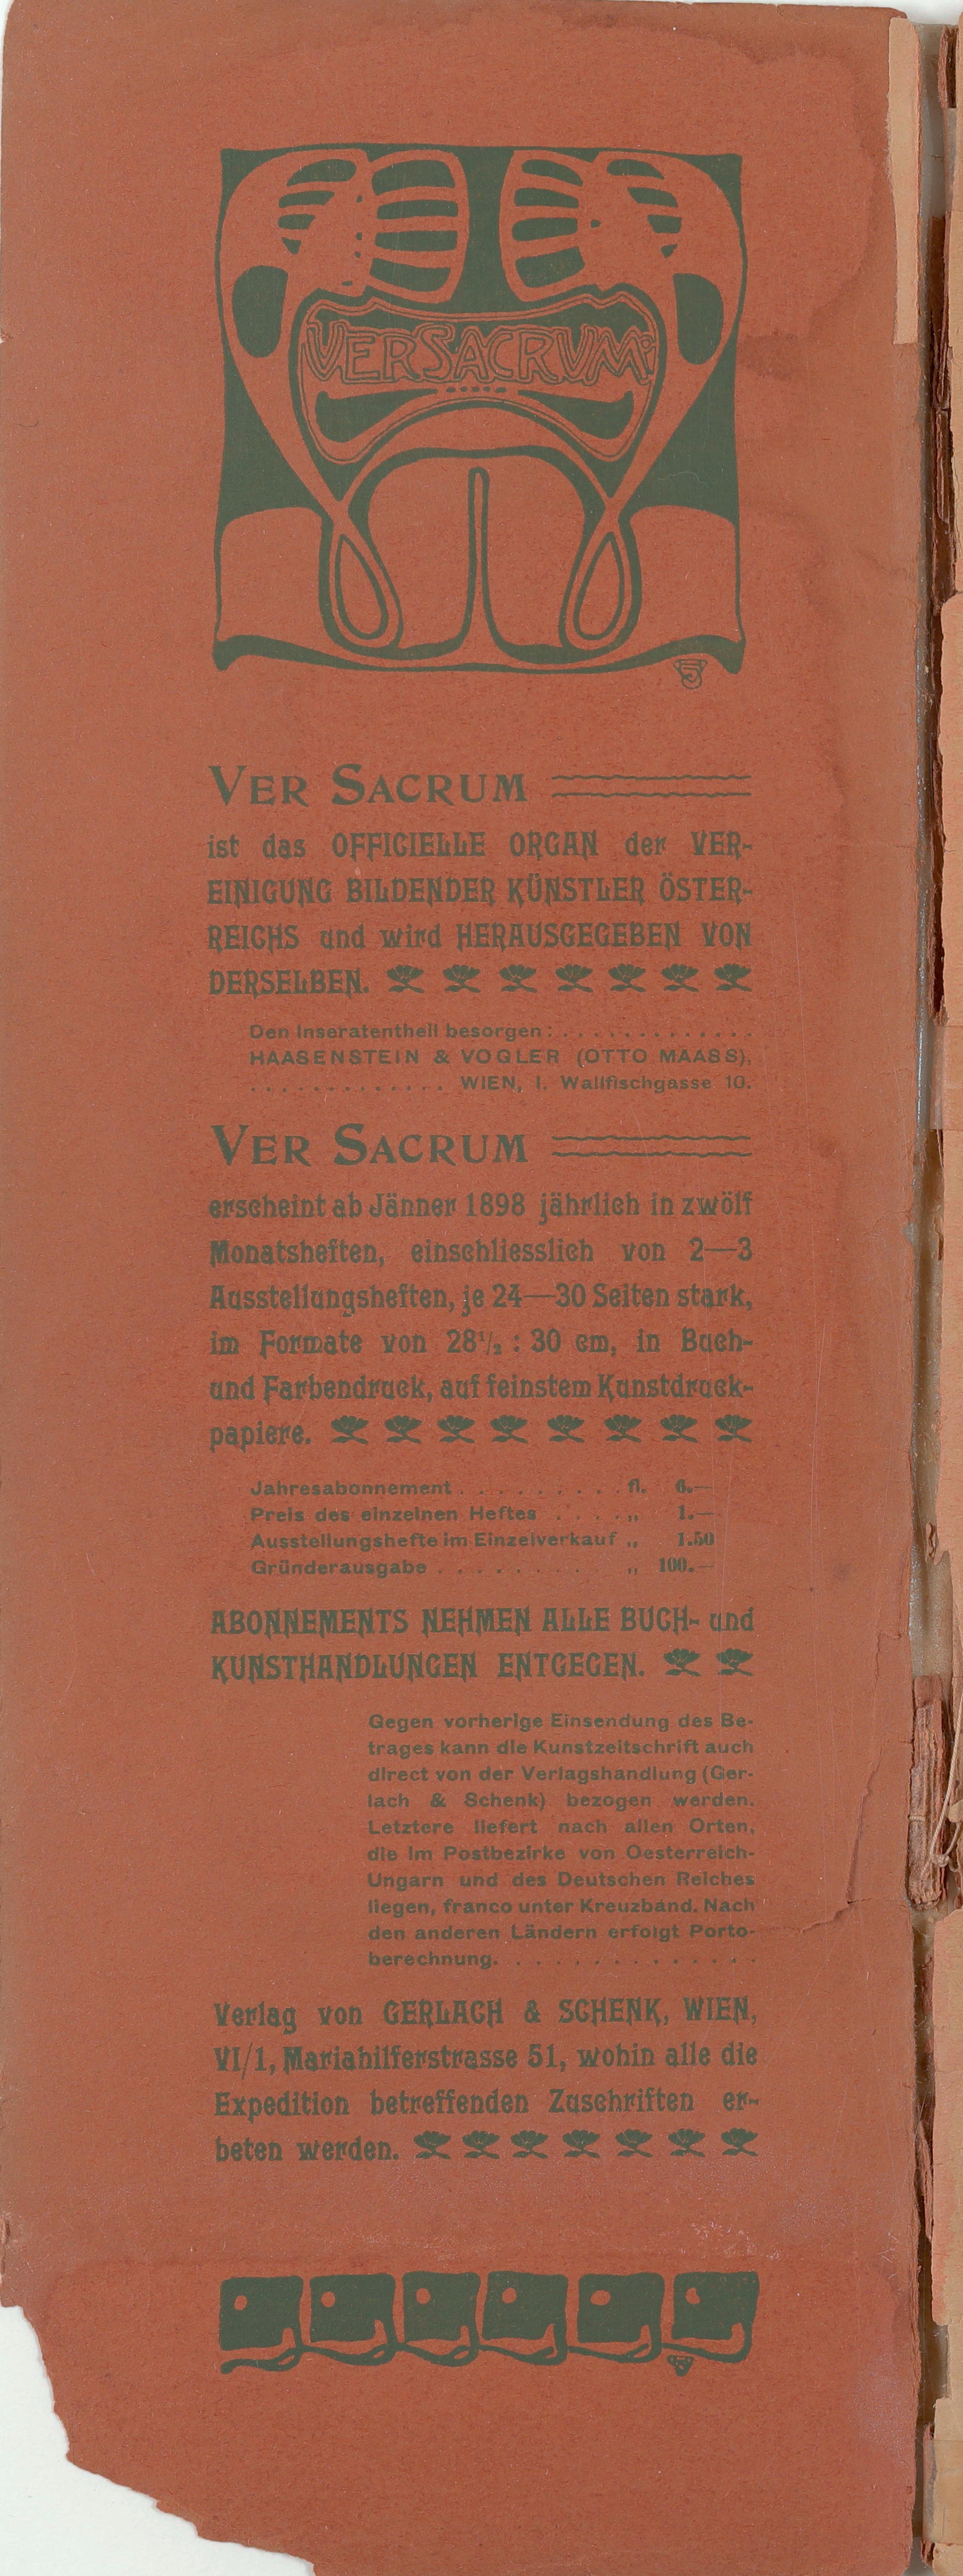 VERSACRUM
VER SACRUM
ist das OFFICIELLE ORGAN der VER-
EINIGUNG BILDENDER KÜNSTLER ÖSTER-
REICHS und wird HERAUSGEGEBEN VON
DERSELBEN.
Den Inseratentheil besorgen: . . . . . . . . . . . . .
HAASENSTEIN & VOGLER (OTTO MAASS),
. . . . . . . . . . . . . WIEN, I. Wallfischgasse 10.
VER SACRUM
erscheint ab Jänner 1898 jährlich in zwölf
Monatsheften, einschliesslich von 2—3
Ausstellungsheften, je 24—30 Seiten stark,
im Formate von 28½ : 30 cm, in Buch-
und Farbendruck, auf feinstem Kunstdruck-
papiere.
Jahresabonnement . . . . . . . . . fl. 6.—
Preis des einzelnen Heftes . . . . „ 1.—
Ausstellungshefte im Einzelverkauf „ 1.50
Gründerausgabe . . . . . . . . . . „ 100.—
ABONNEMENTS NEHMEN ALLE BUCH- und
KUNSTHANDLUNGEN ENTGEGEN.
Gegen vorherige Einsendung des Be-
trages kann die Kunstzeitschrift auch
direct von der Verlagshandlung (Ger-
lach & Schenk) bezogen werden.
Letztere liefert nach allen Orten,
die im Postbezirke von Oesterreich-
Ungarn und des Deutschen Reiches
liegen, franco unter Kreuzband. Nach
den anderen Ländern erfolgt Porto-
berechnung. . . . . . . . . . . . . .
Verlag von GERLACH & SCHENK, WIEN,
VI/1, Mariahilferstrasse 51, wohin alle die
Expedition betreffenden Zuschriften er-
beten werden.